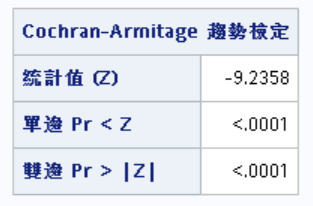 Cochran-Armitage 趨勢檢定
統計值 (Z) -9.2358
單邊 Pr < Z <.0001
雙邊 Pr > |Z| <.0001